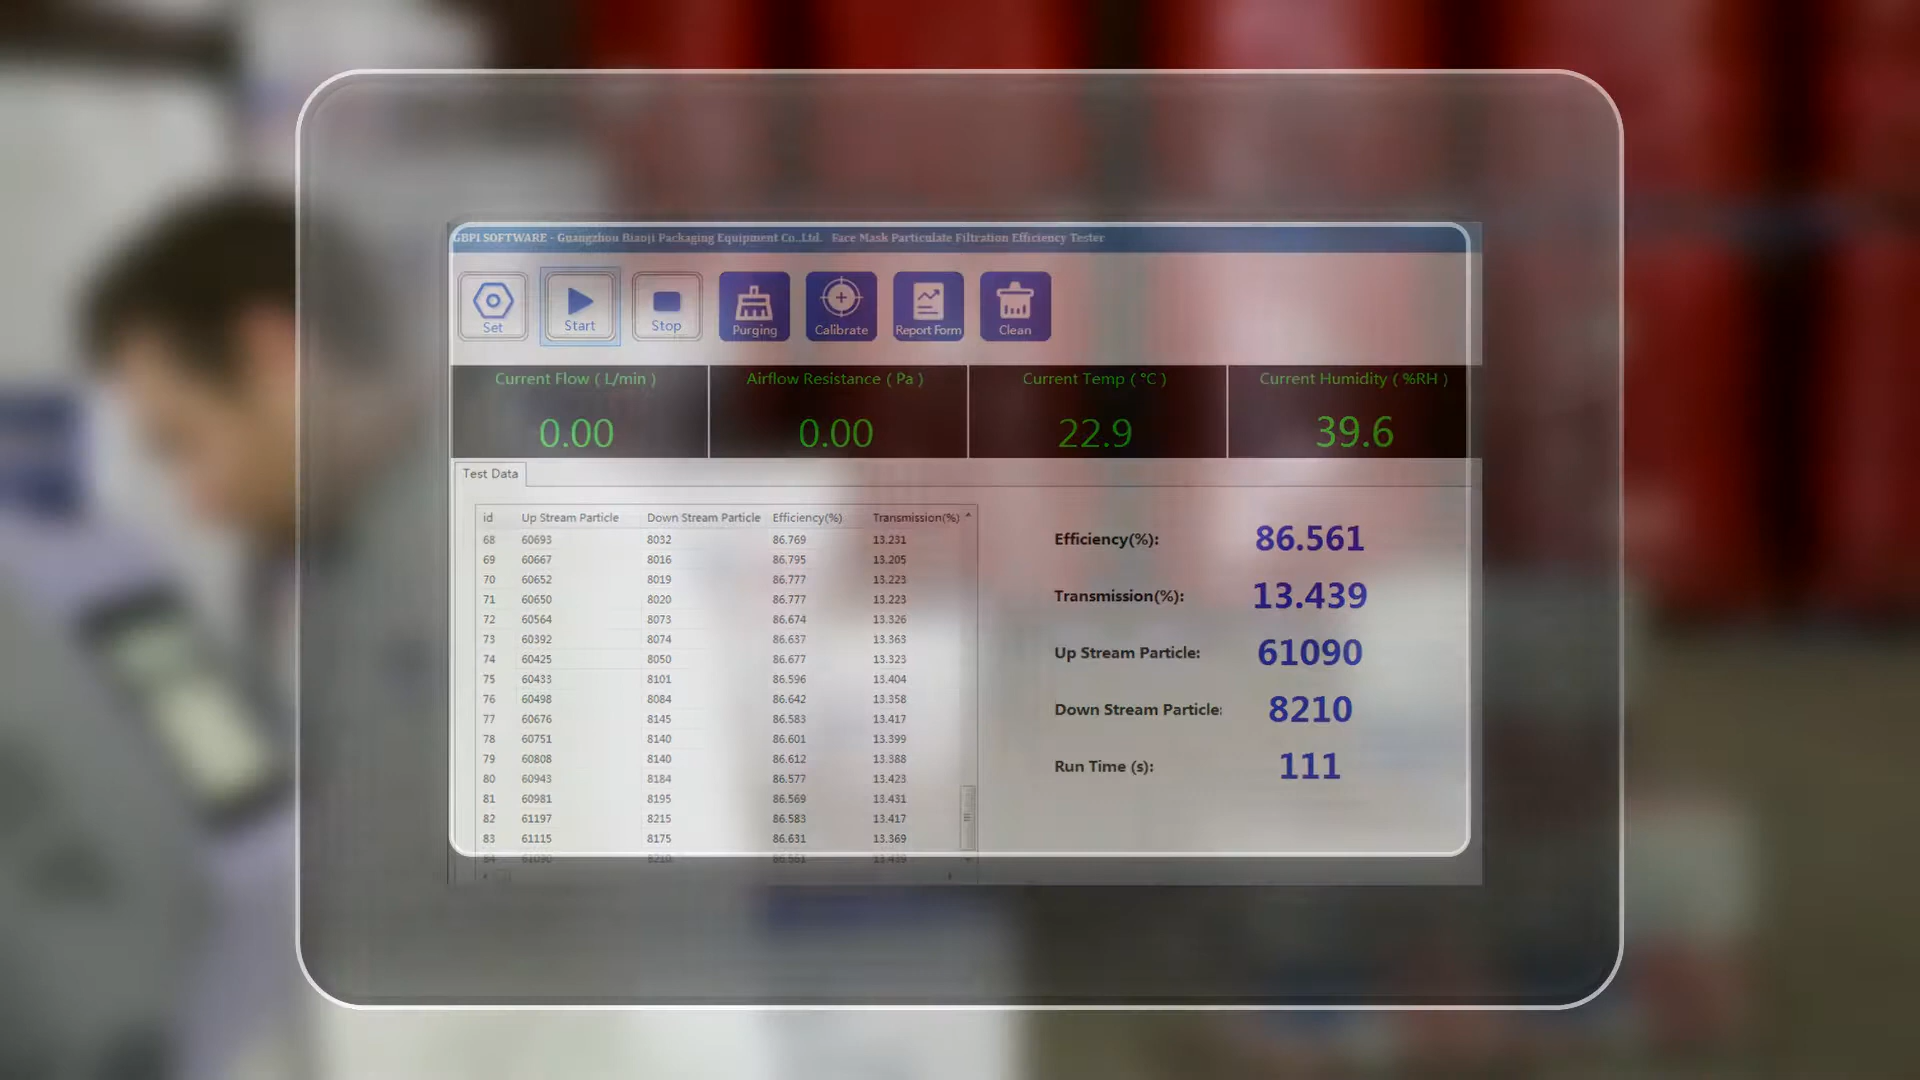 GBPI SOFTWARE - Guangzhou Biaoji Packaging Equipment Co.,Ltd. Face Mask Particulate Filtration Efficiency Tester
Set Start Stop Purging Calibrate Report Form Clean
Current Flow ( L/min ) Airflow Resistance ( Pa ) Current Temp ( °C ) Current Humidity ( %RH )
0.00 0.00 22.9 39.6
Test Data
id Up Stream Particle Down Stream Particle Efficiency(%) Transmission(%)
68 60693 8032 86.769 13.231
69 60667 8016 86.795 13.205
70 60652 8019 86.777 13.223
71 60650 8020 86.777 13.223
72 60564 8073 86.674 13.326
73 60392 8074 86.637 13.363
74 60425 8050 86.677 13.323
75 60433 8101 86.596 13.404
76 60498 8084 86.642 13.358
77 60676 8145 86.583 13.417
78 60751 8140 86.601 13.399
79 60808 8140 86.612 13.388
80 60943 8184 86.577 13.423
81 60981 8195 86.569 13.431
82 61197 8215 86.583 13.417
83 61115 8175 86.631 13.369
84 61090 8210 86.561 13.439
Efficiency(%): 86.561
Transmission(%): 13.439
Up Stream Particle: 61090
Down Stream Particle: 8210
Run Time (s): 111